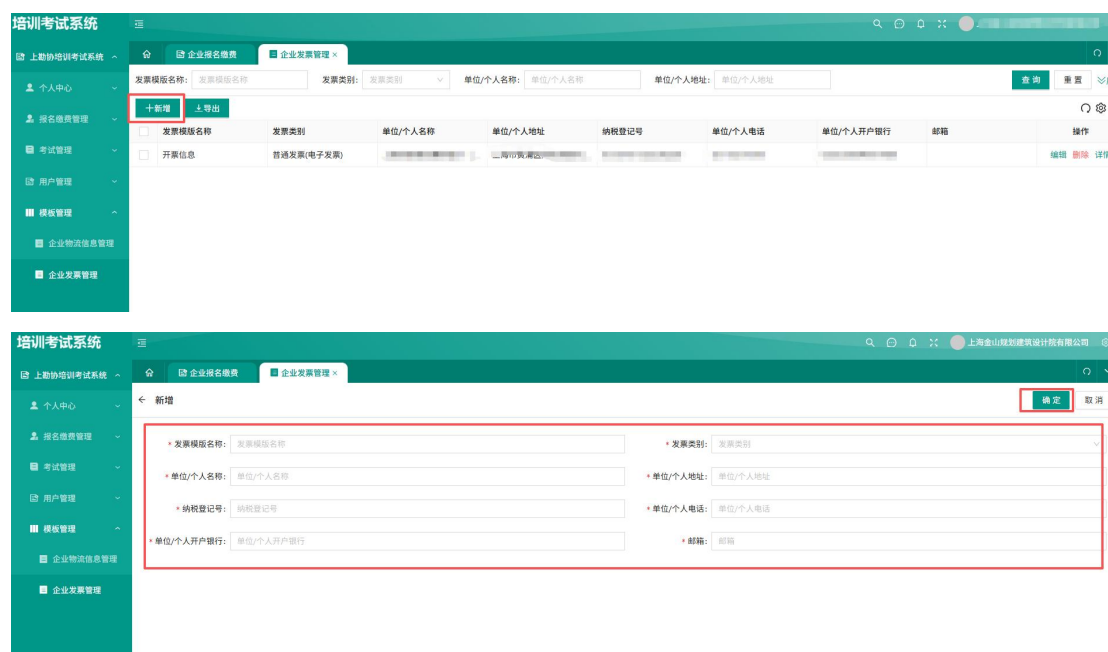 培训考试系统
上勘协培训考试系统 企业报名缴费 企业发票管理 ×
发票模版名称: 发票模版名称 发票类别: 发票类别 单位/个人名称: 单位/个人名称 单位/个人地址: 单位/个人地址 查询 重置
个人中心
+新增 导出
报名缴费管理
发票模版名称 发票类别 单位/个人名称 单位/个人地址 纳税登记号 单位/个人电话 单位/个人开户银行 邮箱 操作
考试管理
开票信息 普通发票(电子发票) 编辑 删除 详情
用户管理
模板管理
企业物流信息管理
企业发票管理
培训考试系统 上海金山规划建筑设计院有限公司
上勘协培训考试系统 企业报名缴费 企业发票管理 ×
个人中心
← 新增 确定 取消
报名缴费管理
* 发票模版名称: 发票模版名称 * 发票类别: 发票类别
考试管理
* 单位/个人名称: 单位/个人名称 * 单位/个人地址: 单位/个人地址
用户管理
* 纳税登记号: 纳税登记号 * 单位/个人电话: 单位/个人电话
模板管理
* 单位/个人开户银行: 单位/个人开户银行 * 邮箱: 邮箱
企业物流信息管理
企业发票管理